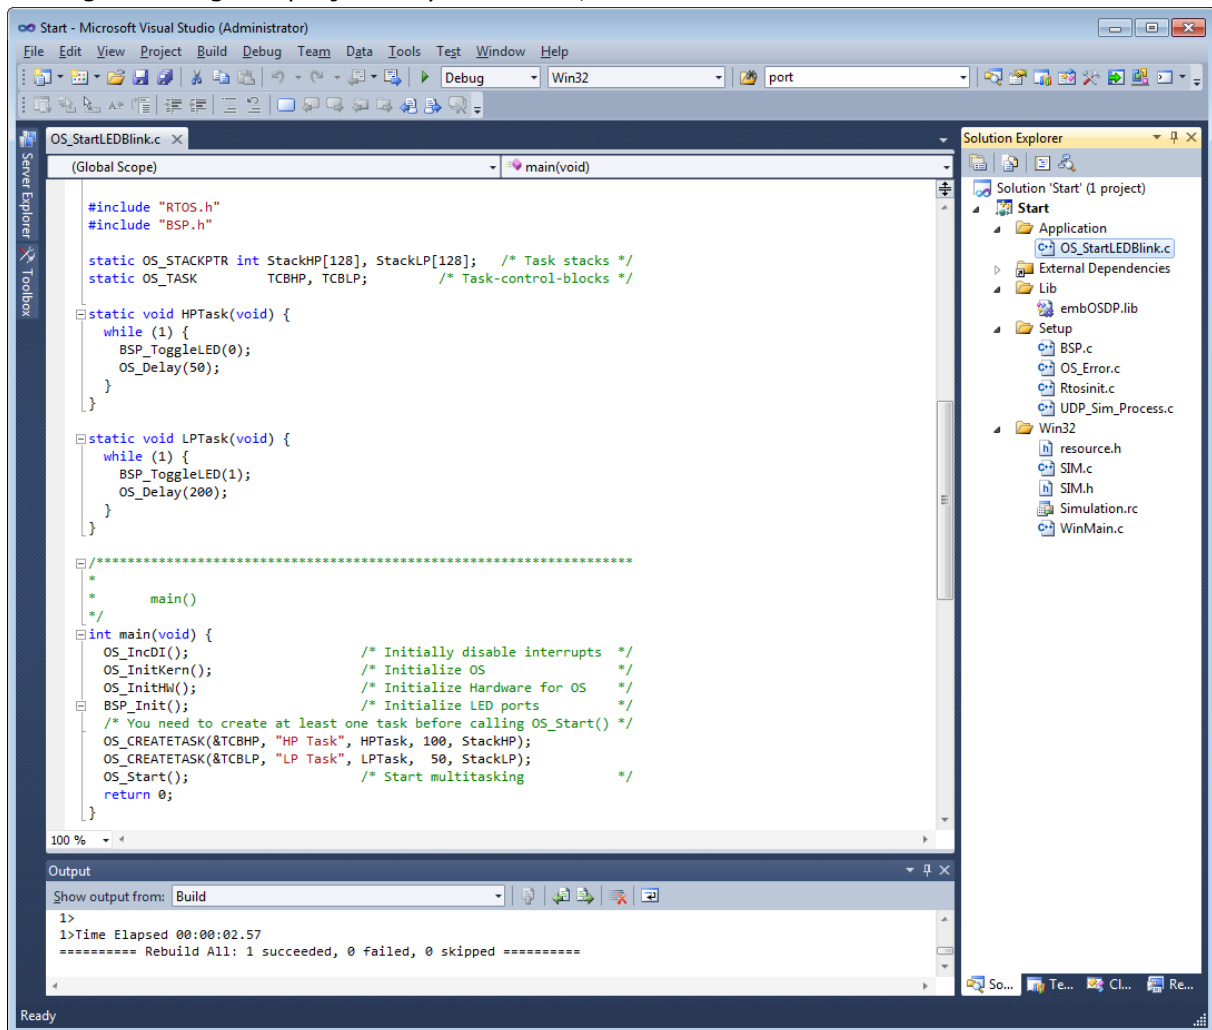 Start - Microsoft Visual Studio (Administrator)
File Edit View Project Build Debug Team Data Tools Test Window Help
Debug Win32 port
Server Explorer
Toolbox
OS_StartLEDBlink.c
(Global Scope) main(void)
#include "RTOS.h"
#include "BSP.h"
static OS_STACKPTR int StackHP[128], StackLP[128]; /* Task stacks */
static OS_TASK TCBHP, TCBLP; /* Task-control-blocks */
static void HPTask(void) {
while (1) {
BSP_ToggleLED(0);
OS_Delay(50);
}
}
static void LPTask(void) {
while (1) {
BSP_ToggleLED(1);
OS_Delay(200);
}
}
/*********************************************************************
*
* main()
*/
int main(void) {
OS_IncDI(); /* Initially disable interrupts */
OS_InitKern(); /* Initialize OS */
OS_InitHW(); /* Initialize Hardware for OS */
BSP_Init(); /* Initialize LED ports */
/* You need to create at least one task before calling OS_Start() */
OS_CREATETASK(&TCBHP, "HP Task", HPTask, 100, StackHP);
OS_CREATETASK(&TCBLP, "LP Task", LPTask, 50, StackLP);
OS_Start(); /* Start multitasking */
return 0;
}
100 %
Output
Show output from: Build
1>
1>Time Elapsed 00:00:02.57
========== Rebuild All: 1 succeeded, 0 failed, 0 skipped ==========
Solution Explorer
Solution 'Start' (1 project)
Start
Application
OS_StartLEDBlink.c
External Dependencies
Lib
embOSDP.lib
Setup
BSP.c
OS_Error.c
Rtosinit.c
UDP_Sim_Process.c
Win32
resource.h
SIM.c
SIM.h
Simulation.rc
WinMain.c
So... Te... Cl... Re...
Ready